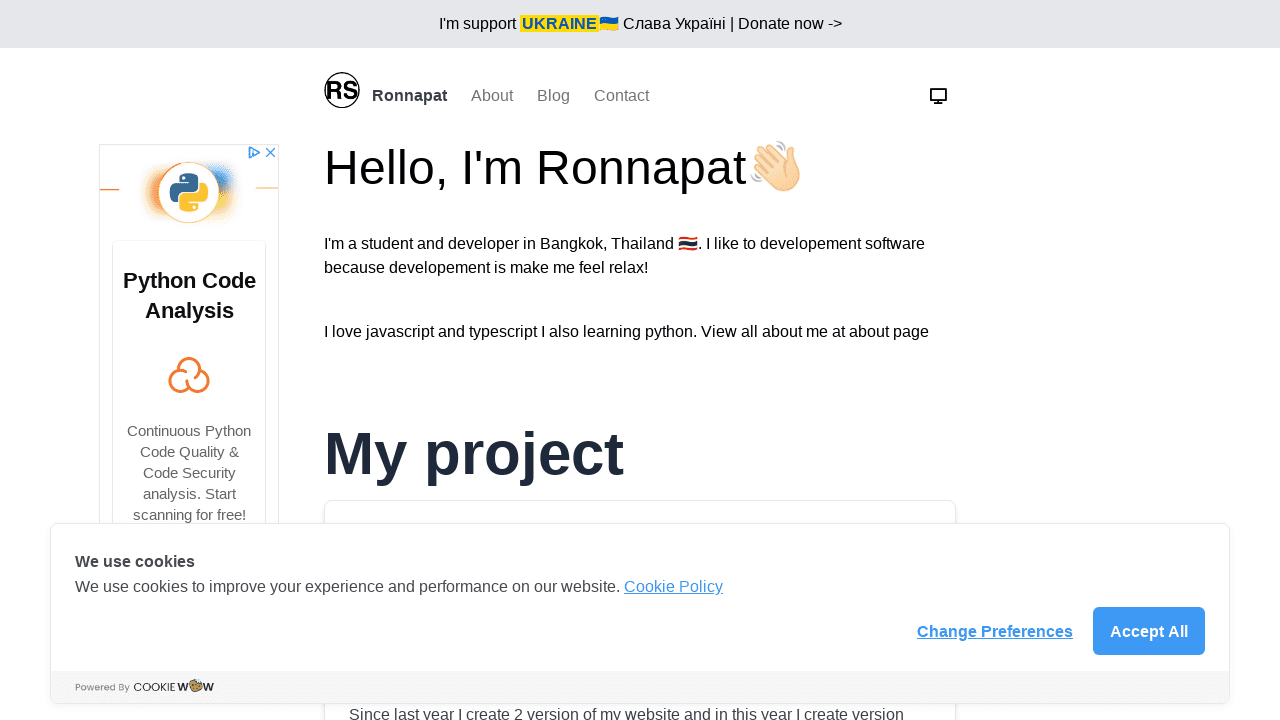 I'm support UKRAINE🇺🇦 Слава Україні | Donate now ->
RS Ronnapat About Blog Contact
Hello, I'm Ronnapat👋🏻
I'm a student and developer in Bangkok, Thailand 🇹🇭. I like to developement software
because developement is make me feel relax!
I love javascript and typescript I also learning python. View all about me at about page
Python Code
Analysis
Continuous Python
Code Quality &
Code Security
analysis. Start
scanning for free!
My project
We use cookies
We use cookies to improve your experience and performance on our website. Cookie Policy
Change Preferences Accept All
Powered By COOKIE WOW
Since last year I create 2 version of my website and in this year I create version